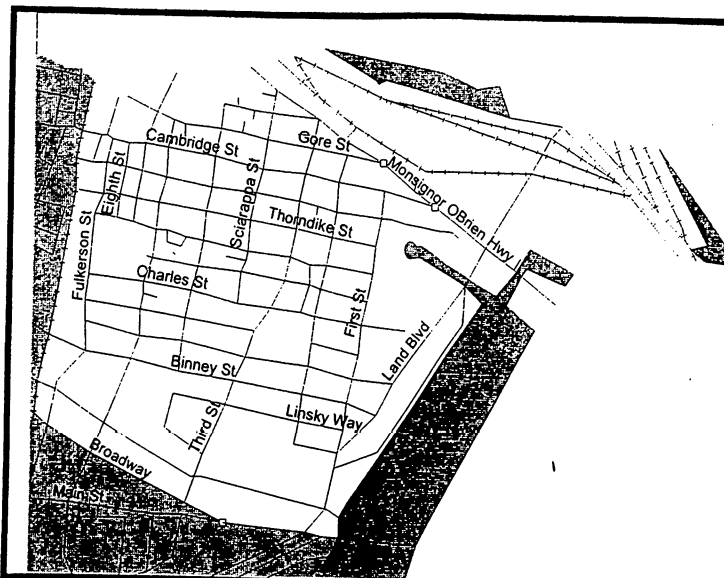 Cambridge St
Gore St
Monsignor OBrien Hwy
Eighth St
Sciarappa St
Thorndike St
Fulkerson St
Charles St
First St
Land Blvd
Binney St
Linsky Way
Third St
Broadway
Main St